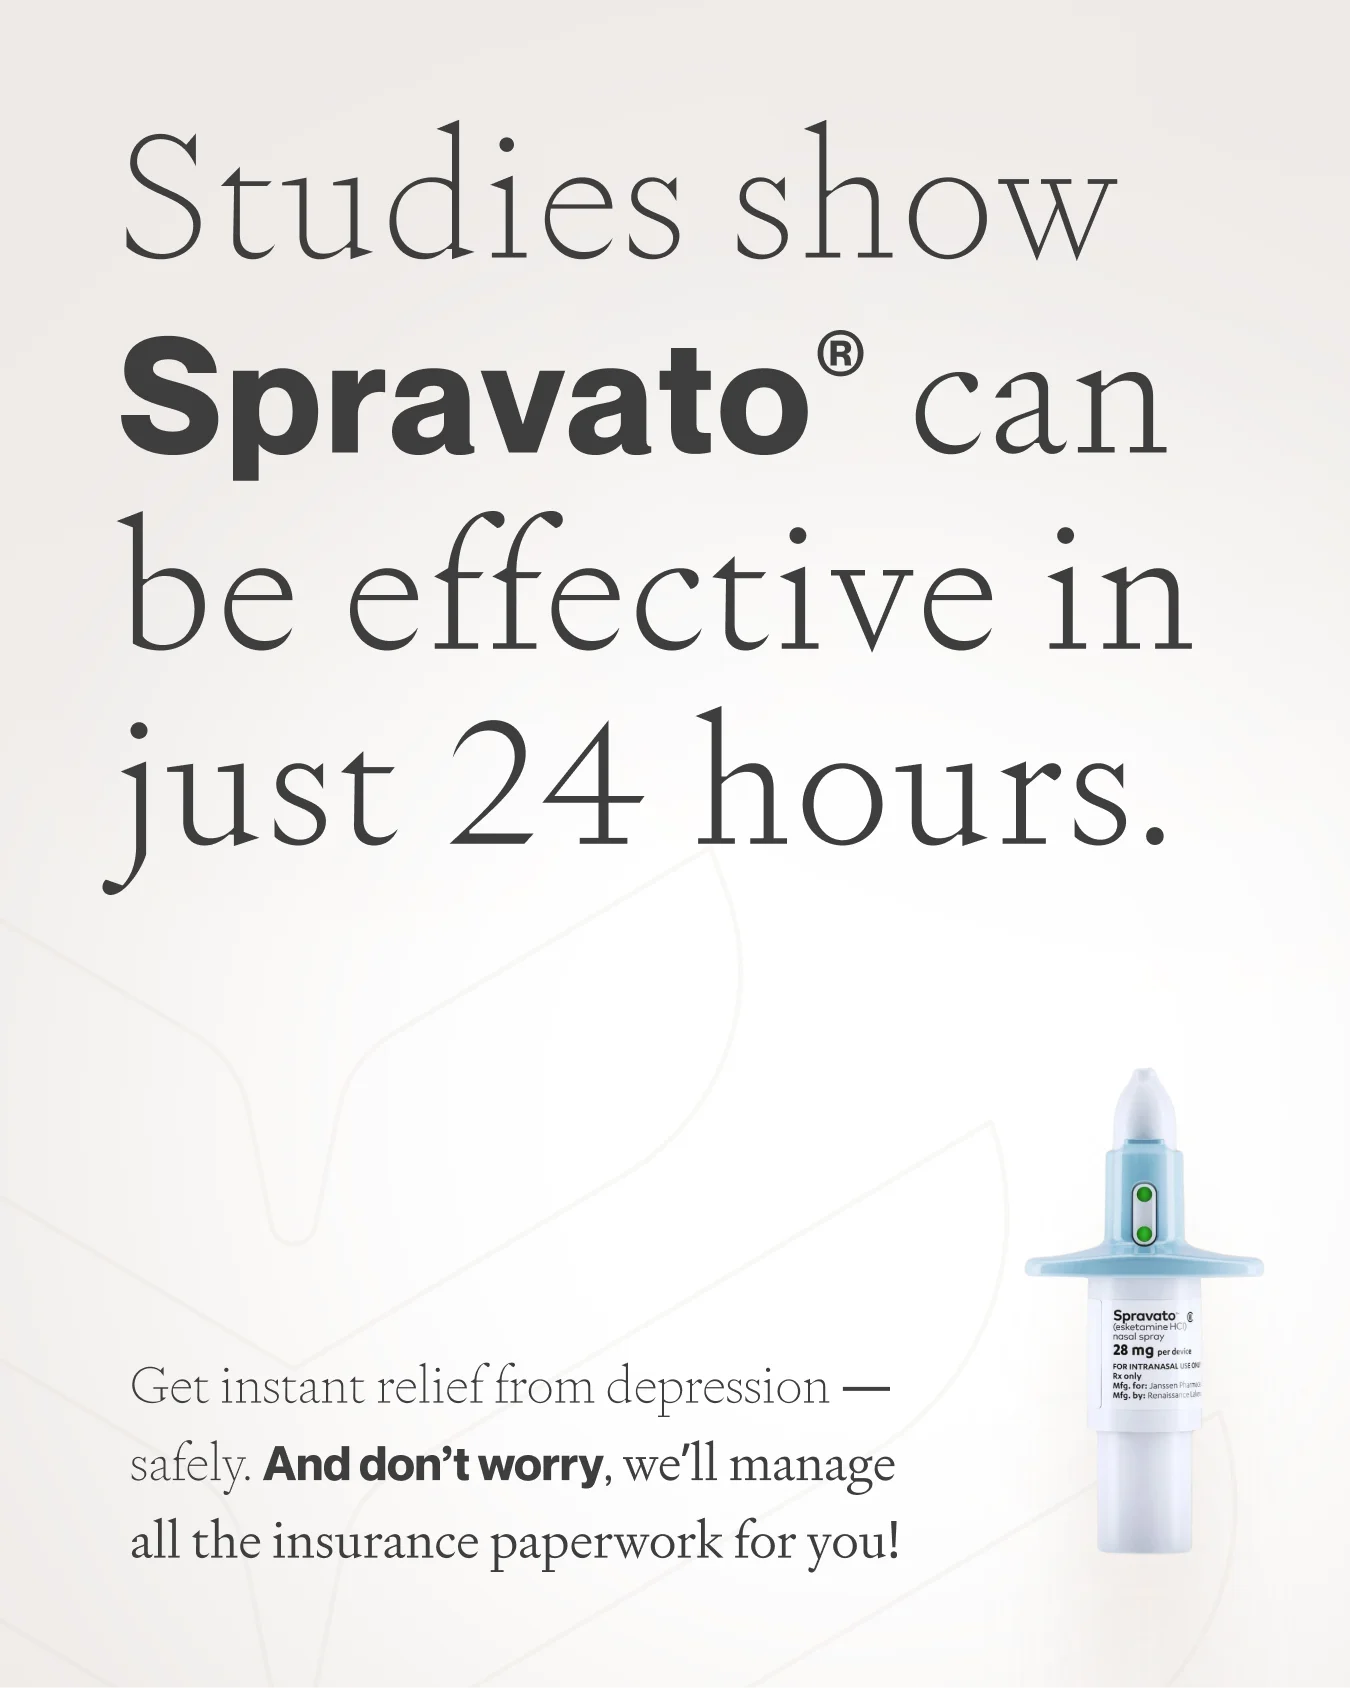 Studies show
Spravato® can
be effective in
just 24 hours.
Spravato™
(esketamine HCl)
nasal spray
28 mg per device
FOR INTRANASAL USE
Rx only
Mfg. for: Janssen
Mfg. by: Renaissance
Get instant relief from depression —
safely. And don’t worry, we’ll manage
all the insurance paperwork for you!